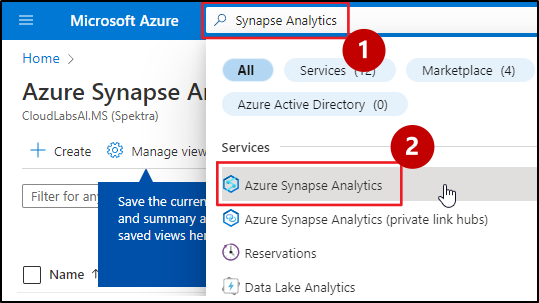 Microsoft Azure
Synapse Analytics
1
Home
All
Services (12)
Marketplace (4)
Azure Synapse An
Azure Active Directory (0)
CloudLabsAI.MS (Spektra)
Services
2
+ Create
Manage view
Azure Synapse Analytics
Filter for any
Save the curren
and summary a
saved views her
Azure Synapse Analytics (private link hubs)
Reservations
Name ↑
Data Lake Analytics